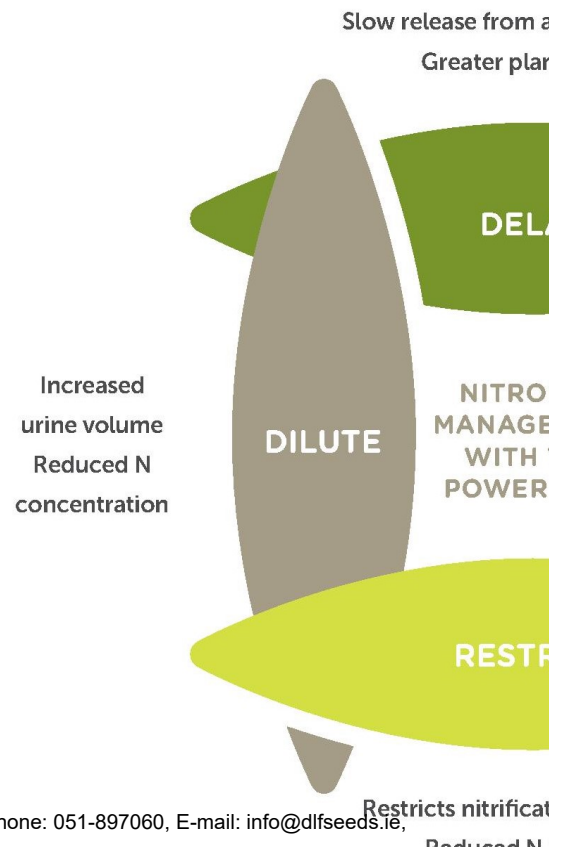 Slow release from a
Greater plan
DELA
Increased
urine volume
Reduced N
concentration
DILUTE
NITRO
MANAGE
WITH
POWER
RESTR
Restricts nitrificat
hone: 051-897060, E-mail: info@dlfseeds.ie,
Reduced N